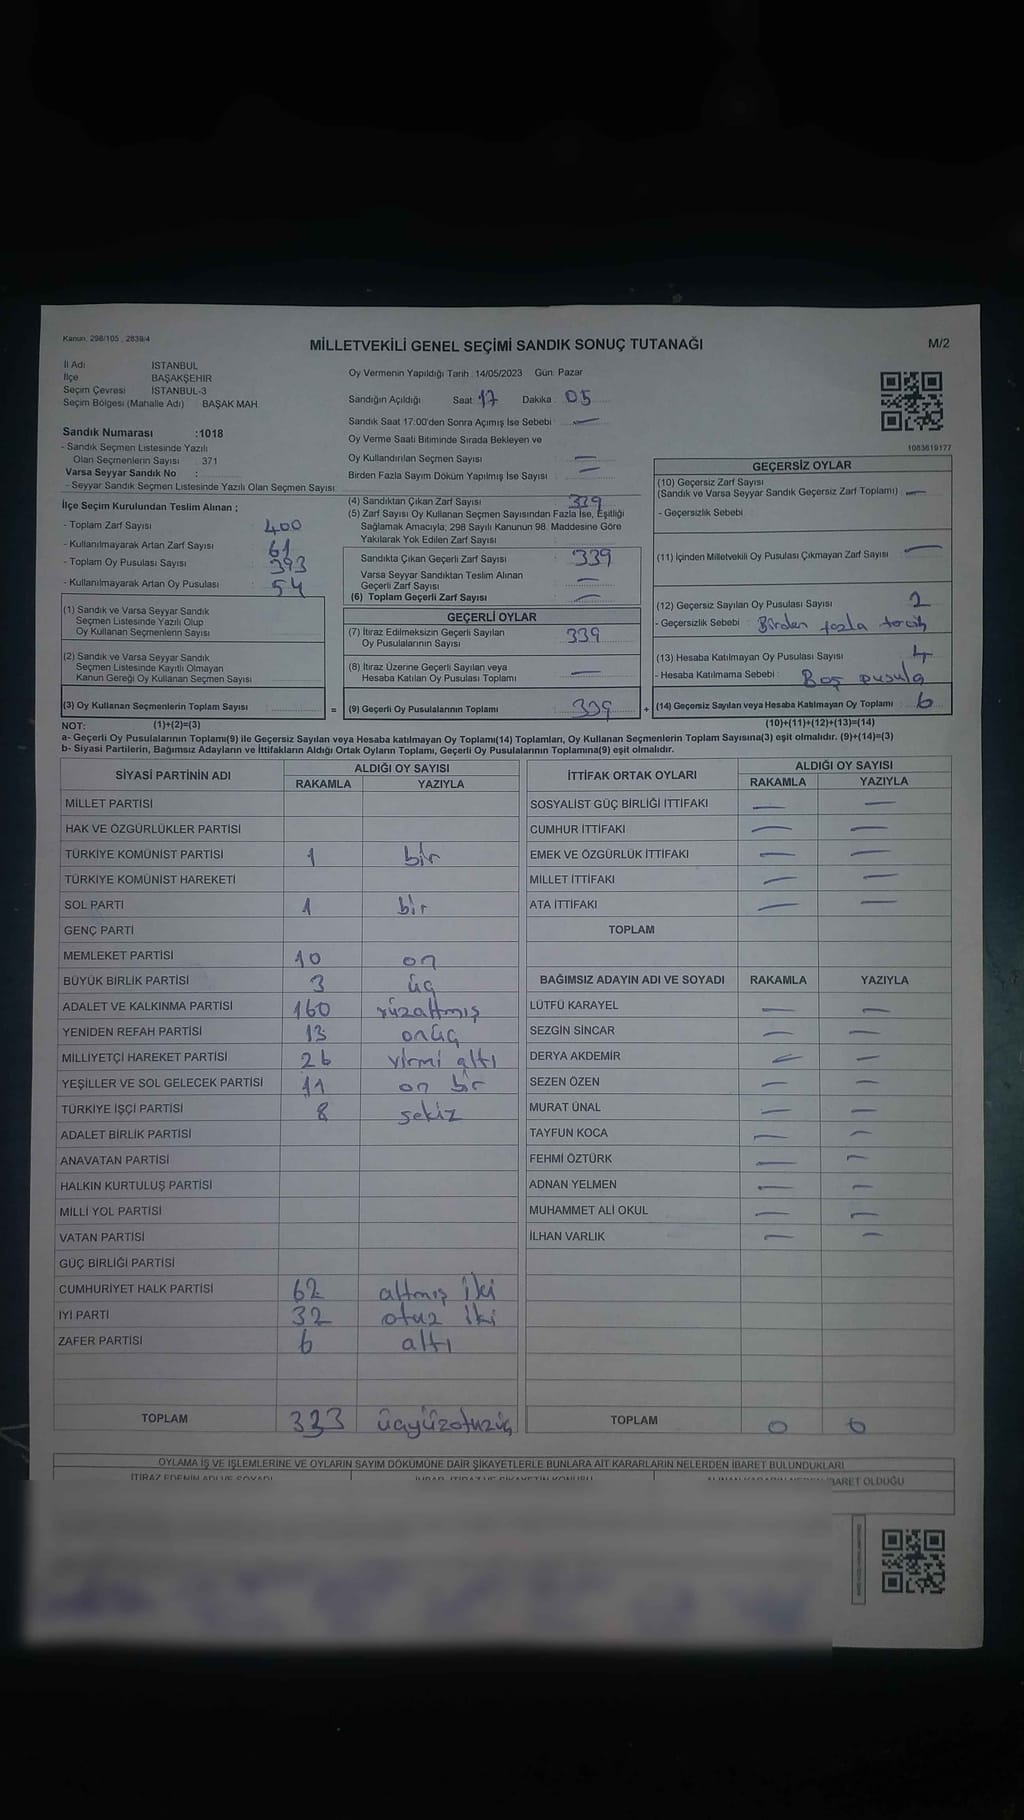 Kanun, 298/105 , 2839/4
MİLLETVEKİLİ GENEL SEÇİMİ SANDIK SONUÇ TUTANAĞI
M/2
İl Adı İSTANBUL
İlçe BAŞAKŞEHİR
Seçim Çevresi İSTANBUL-3
Seçim Bölgesi (Mahalle Adı) BAŞAK MAH.
Oy Vermenin Yapıldığı Tarih : 14/05/2023 Gün: Pazar
Sandığın Açıldığı Saat 17 Dakika : 05
Sandık Saat 17:00'den Sonra Açımış İse Sebebi : —
Oy Verme Saati Bitiminde Sırada Bekleyen ve
Oy Kullandırılan Seçmen Sayısı —
Birden Fazla Sayım Döküm Yapılmış İse Sayısı —
1083619177
Sandık Numarası :1018
- Sandık Seçmen Listesinde Yazılı
Olan Seçmenlerin Sayısı : 371
Varsa Seyyar Sandık No :
- Seyyar Sandık Seçmen Listesinde Yazılı Olan Seçmen Sayısı:
İlçe Seçim Kurulundan Teslim Alınan ;
- Toplam Zarf Sayısı 400
- Kullanılmayarak Artan Zarf Sayısı 61
- Toplam Oy Pusulası Sayısı 393
- Kullanılmayarak Artan Oy Pusulası 54
(1) Sandık ve Varsa Seyyar Sandık
Seçmen Listesinde Yazılı Olup
Oy Kullanan Seçmenlerin Sayısı
(2) Sandık ve Varsa Seyyar Sandık
Seçmen Listesinde Kayıtlı Olmayan
Kanun Gereği Oy Kullanan Seçmen Sayısı
(3) Oy Kullanan Seçmenlerin Toplam Sayısı
(4) Sandıktan Çıkan Zarf Sayısı 339
(5) Zarf Sayısı Oy Kullanan Seçmen Sayısından Fazla İse, Eşitliği
Sağlamak Amacıyla; 298 Sayılı Kanunun 98. Maddesine Göre
Yakılarak Yok Edilen Zarf Sayısı
Sandıkta Çıkan Geçerli Zarf Sayısı 339
Varsa Seyyar Sandıktan Teslim Alınan
Geçerli Zarf Sayısı —
(6) Toplam Geçerli Zarf Sayısı —
GEÇERLİ OYLAR
(7) İtiraz Edilmeksizin Geçerli Sayılan
Oy Pusulalarının Sayısı 339
(8) İtiraz Üzerine Geçerli Sayılan veya
Hesaba Katılan Oy Pusulası Toplamı —
= (9) Geçerli Oy Pusulalarının Toplamı 339 +
GEÇERSİZ OYLAR
(10) Geçersiz Zarf Sayısı
(Sandık ve Varsa Seyyar Sandık Geçersiz Zarf Toplamı) —
- Geçersizlik Sebebi :
(11) İçinden Milletvekili Oy Pusulası Çıkmayan Zarf Sayısı —
(12) Geçersiz Sayılan Oy Pusulası Sayısı 2
- Geçersizlik Sebebi : Birden fazla tercih
(13) Hesaba Katılmayan Oy Pusulası Sayısı 4
- Hesaba Katılmama Sebebi : Boş pusula
(14) Geçersiz Sayılan veya Hesaba Katılmayan Oy Toplamı 6
NOT: (1)+(2)=(3) (10)+(11)+(12)+(13)=(14)
a- Geçerli Oy Pusulalarının Toplamı(9) ile Geçersiz Sayılan veya Hesaba katılmayan Oy Toplamı(14) Toplamları, Oy Kullanan Seçmenlerin Toplam Sayısına(3) eşit olmalıdır. (9)+(14)=(3)
b- Siyasi Partilerin, Bağımsız Adayların ve İttifakların Aldığı Ortak Oyların Toplamı, Geçerli Oy Pusulalarının Toplamına(9) eşit olmalıdır.
SİYASİ PARTİNİN ADI ALDIĞI OY SAYISI
RAKAMLA YAZIYLA
MİLLET PARTİSİ
HAK VE ÖZGÜRLÜKLER PARTİSİ
TÜRKİYE KOMÜNİST PARTİSİ 1 bir
TÜRKİYE KOMÜNİST HAREKETİ
SOL PARTİ 1 bir
GENÇ PARTİ
MEMLEKET PARTİSİ 10 on
BÜYÜK BİRLİK PARTİSİ 3 üç
ADALET VE KALKINMA PARTİSİ 160 yüzaltmış
YENİDEN REFAH PARTİSİ 13 onüç
MİLLİYETÇİ HAREKET PARTİSİ 26 yirmi altı
YEŞİLLER VE SOL GELECEK PARTİSİ 11 on bir
TÜRKİYE İŞÇİ PARTİSİ 8 sekiz
ADALET BİRLİK PARTİSİ
ANAVATAN PARTİSİ
HALKIN KURTULUŞ PARTİSİ
MİLLİ YOL PARTİSİ
VATAN PARTİSİ
GÜÇ BİRLİĞİ PARTİSİ
CUMHURİYET HALK PARTİSİ 62 altmış iki
İYİ PARTİ 32 otuz iki
ZAFER PARTİSİ 6 altı
TOPLAM 333 üçyüzotuzüç
İTTİFAK ORTAK OYLARI ALDIĞI OY SAYISI
RAKAMLA YAZIYLA
SOSYALİST GÜÇ BİRLİĞİ İTTİFAKI — —
CUMHUR İTTİFAKI — —
EMEK VE ÖZGÜRLÜK İTTİFAKI — —
MİLLET İTTİFAKI — —
ATA İTTİFAKI — —
TOPLAM
BAĞIMSIZ ADAYIN ADI VE SOYADI RAKAMLA YAZIYLA
LÜTFÜ KARAYEL — —
SEZGİN SİNCAR — —
DERYA AKDEMİR — —
SEZEN ÖZEN — —
MURAT ÜNAL — —
TAYFUN KOCA — —
FEHMİ ÖZTÜRK — —
ADNAN YELMEN — —
MUHAMMET ALİ OKUL — —
İLHAN VARLIK — —
TOPLAM 0 0
OYLAMA İŞ VE İŞLEMLERİNE VE OYLARIN SAYIM DÖKÜMÜNE DAİR ŞİKAYETLERLE BUNLARA AİT KARARLARIN NELERDEN İBARET BULUNDUKLARI
İTİRAZ EDENİN ADI VE SOYADI İBARET OLDUĞU